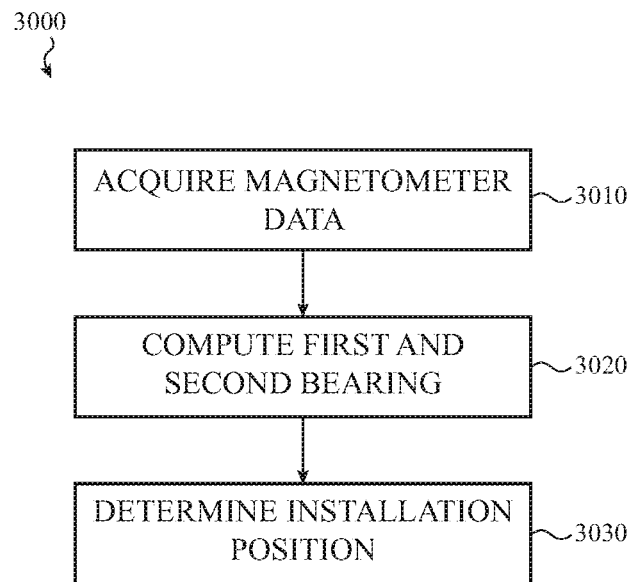 3000
ACQUIRE MAGNETOMETER
DATA
3010
COMPUTE FIRST AND
SECOND BEARING
3020
DETERMINE INSTALLATION
POSITION
3030